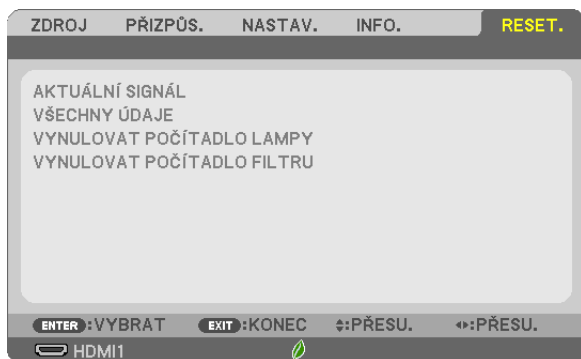 ZDROJ PŘIZPŮS. NASTAV. INFO. RESET.
AKTUÁLNÍ SIGNÁL
VŠECHNY ÚDAJE
VYNULOVAT POČÍTADLO LAMPY
VYNULOVAT POČÍTADLO FILTRU
ENTER :VYBRAT EXIT :KONEC :PŘESU. :PŘESU.
HDMI1